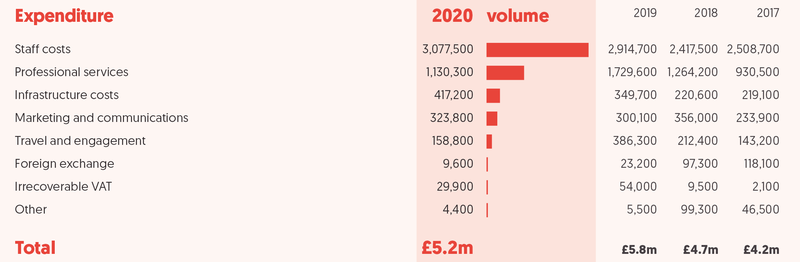 Expenditure 2020 volume 2019 2018 2017
Staff costs 3,077,500 2,914,700 2,417,500 2,508,700
Professional services 1,130,300 1,729,600 1,264,200 930,500
Infrastructure costs 417,200 349,700 220,600 219,100
Marketing and communications 323,800 300,100 356,000 233,900
Travel and engagement 158,800 386,300 212,400 143,200
Foreign exchange 9,600 23,200 97,300 118,100
Irrecoverable VAT 29,900 54,000 9,500 2,100
Other 4,400 5,500 99,300 46,500
Total £5.2m £5.8m £4.7m £4.2m